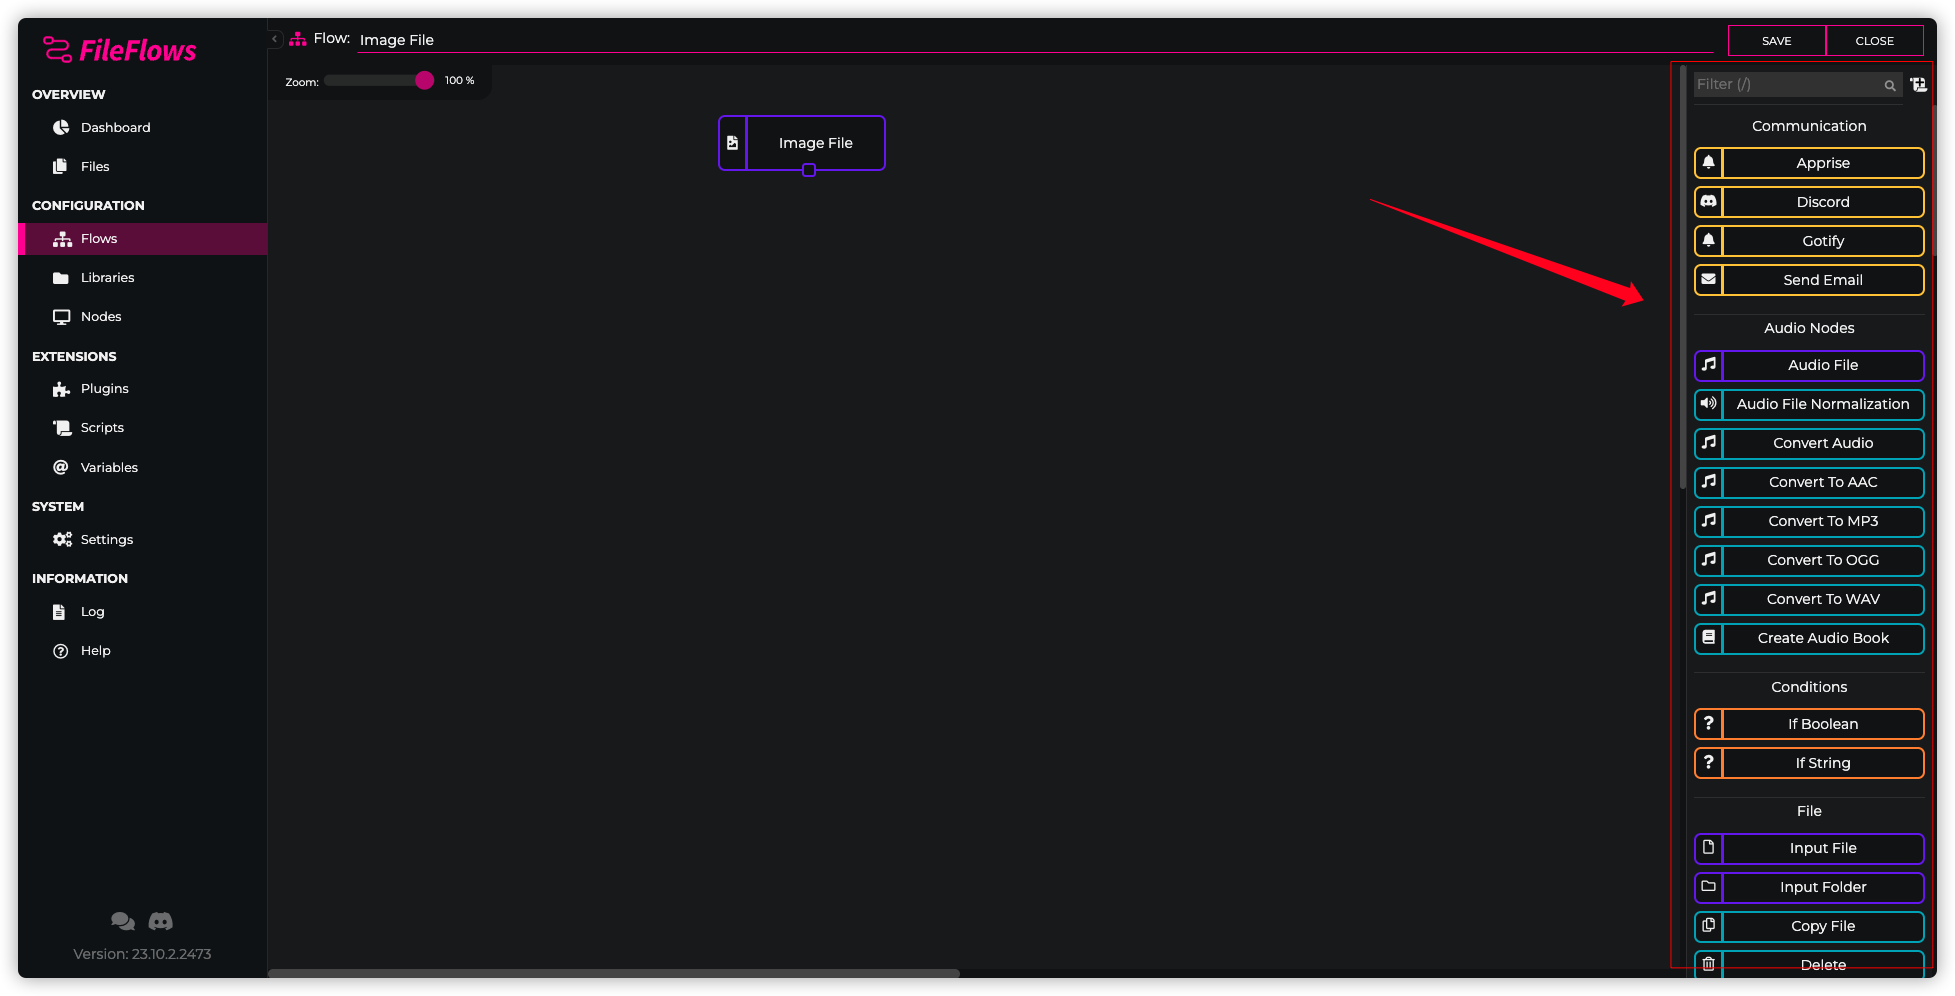 FileFlows
OVERVIEW
Dashboard
Files
CONFIGURATION
Flows
Libraries
Nodes
EXTENSIONS
Plugins
Scripts
Variables
SYSTEM
Settings
INFORMATION
Log
Help
Version: 23.10.2.2473
Flow: Image File
SAVE
CLOSE
Zoom: 100 %
Image File
Filter (/)
Communication
Apprise
Discord
Gotify
Send Email
Audio Nodes
Audio File
Audio File Normalization
Convert Audio
Convert To AAC
Convert To MP3
Convert To OGG
Convert To WAV
Create Audio Book
Conditions
If Boolean
If String
File
Input File
Input Folder
Copy File
Delete